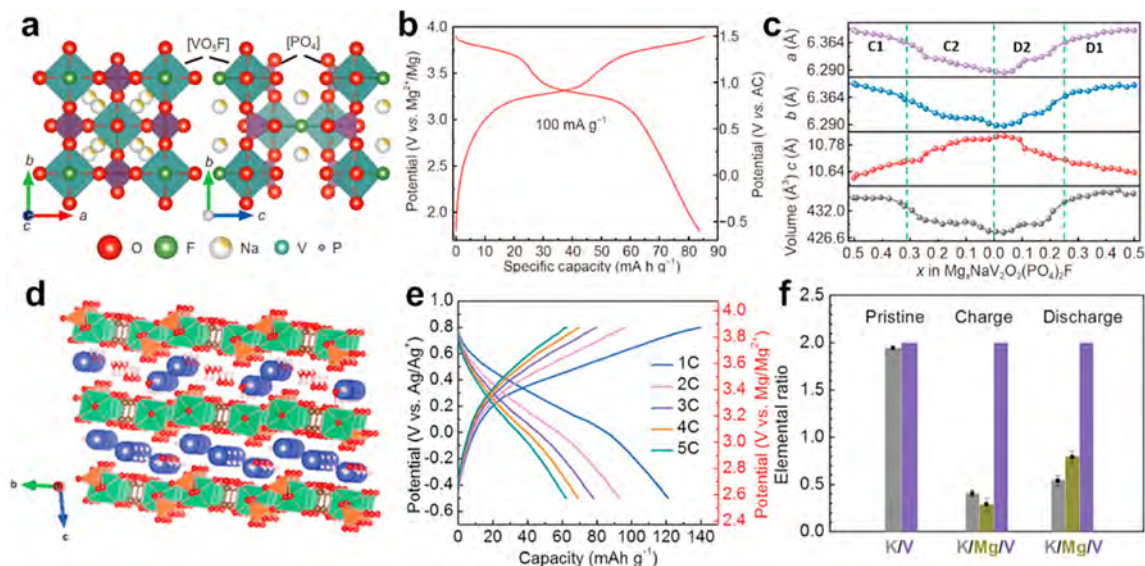 a
[VO5F] [PO4]
b
b
c
a
c
O F Na V P
b
Potential (V vs. Mg²⁺/Mg)
4.0
3.5
3.0
2.5
2.0
100 mA g⁻¹
1.5
1.0
0.5
0.0
−0.5
Potential (V vs. AC)
0 10 20 30 40 50 60 70 80 90
Specific capacity (mA h g⁻¹)
c
a (Å)
6.364
6.290
C1 C2 D2 D1
b (Å)
6.364
6.290
c (Å)
10.78
10.64
Volume (Å³)
432.0
426.6
0.5 0.4 0.3 0.2 0.1 0.0 0.1 0.2 0.3 0.4 0.5
x in MgxNaV2O2(PO4)2F
d
b
c
e
Potential (V vs. Ag/Ag⁺)
0.8
0.6
0.4
0.2
0.0
-0.2
-0.4
-0.6
1C
2C
3C
4C
5C
4.0
3.8
3.6
3.4
3.2
3.0
2.8
2.6
2.4
Potential (V vs. Mg/Mg²⁺)
0 20 40 60 80 100 120 140
Capacity (mAh g⁻¹)
f
Elemental ratio
2.0
1.5
1.0
0.5
0.0
Pristine Charge Discharge
K/V K/Mg/V K/Mg/V